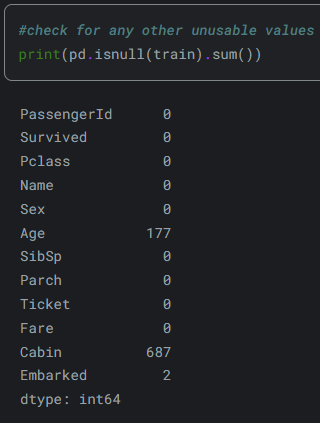 #check for any other unusable values
print(pd.isnull(train).sum())
PassengerId 0
Survived 0
Pclass 0
Name 0
Sex 0
Age 177
SibSp 0
Parch 0
Ticket 0
Fare 0
Cabin 687
Embarked 2
dtype: int64